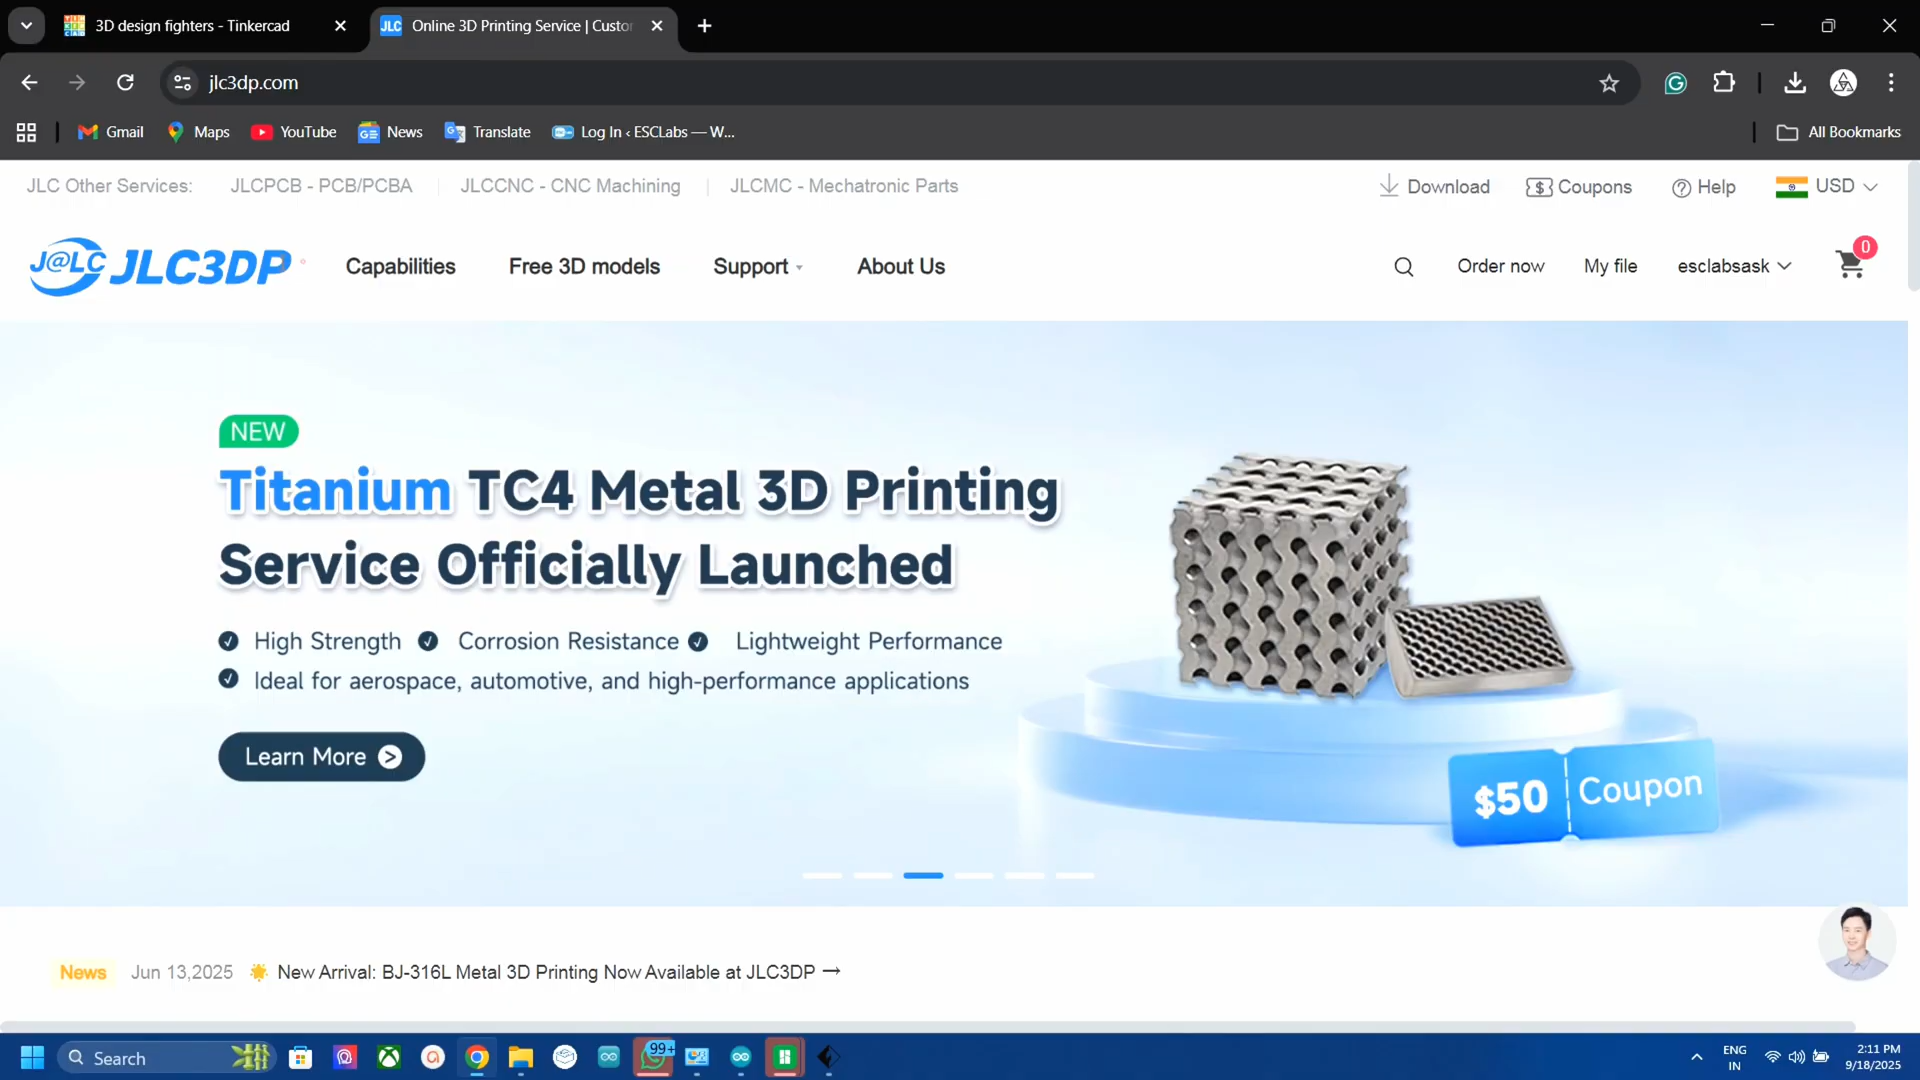 3D design fighters - Tinkercad
JLC Online 3D Printing Service | Custor
jlc3dp.com
Gmail Maps YouTube News Translate Log In ‹ ESCLabs — W... All Bookmarks
JLC Other Services: JLCPCB - PCB/PCBA JLCCNC - CNC Machining JLCMC - Mechatronic Parts Download Coupons Help USD
J@LC JLC3DP Capabilities Free 3D models Support About Us Order now My file esclabsask 0
NEW
Titanium TC4 Metal 3D Printing
Service Officially Launched
High Strength Corrosion Resistance Lightweight Performance
Ideal for aerospace, automotive, and high-performance applications
Learn More
$50 Coupon
News Jun 13,2025 New Arrival: BJ-316L Metal 3D Printing Now Available at JLC3DP →
Search 99+ ENG 2:11 PM
IN 9/18/2025